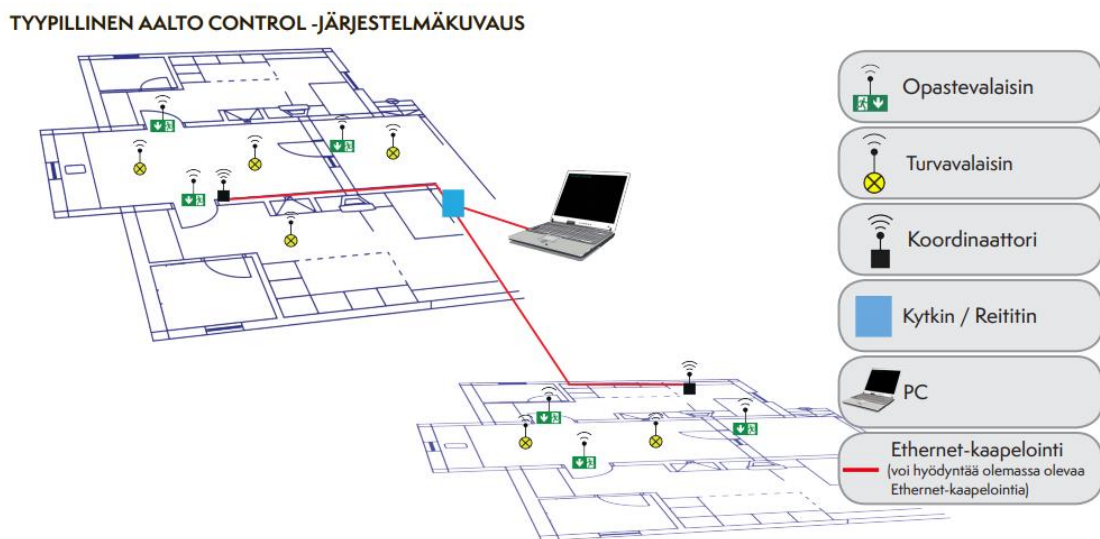 TYYPILLINEN AALTO CONTROL -JÄRJESTELMÄKUVAUS
Opastevalaisin
Turvavalaisin
Koordinaattori
Kytkin / Reititin
PC
Ethernet-kaapelointi
(voi hyödyntää olemassa olevaa
Ethernet-kaapelointia)